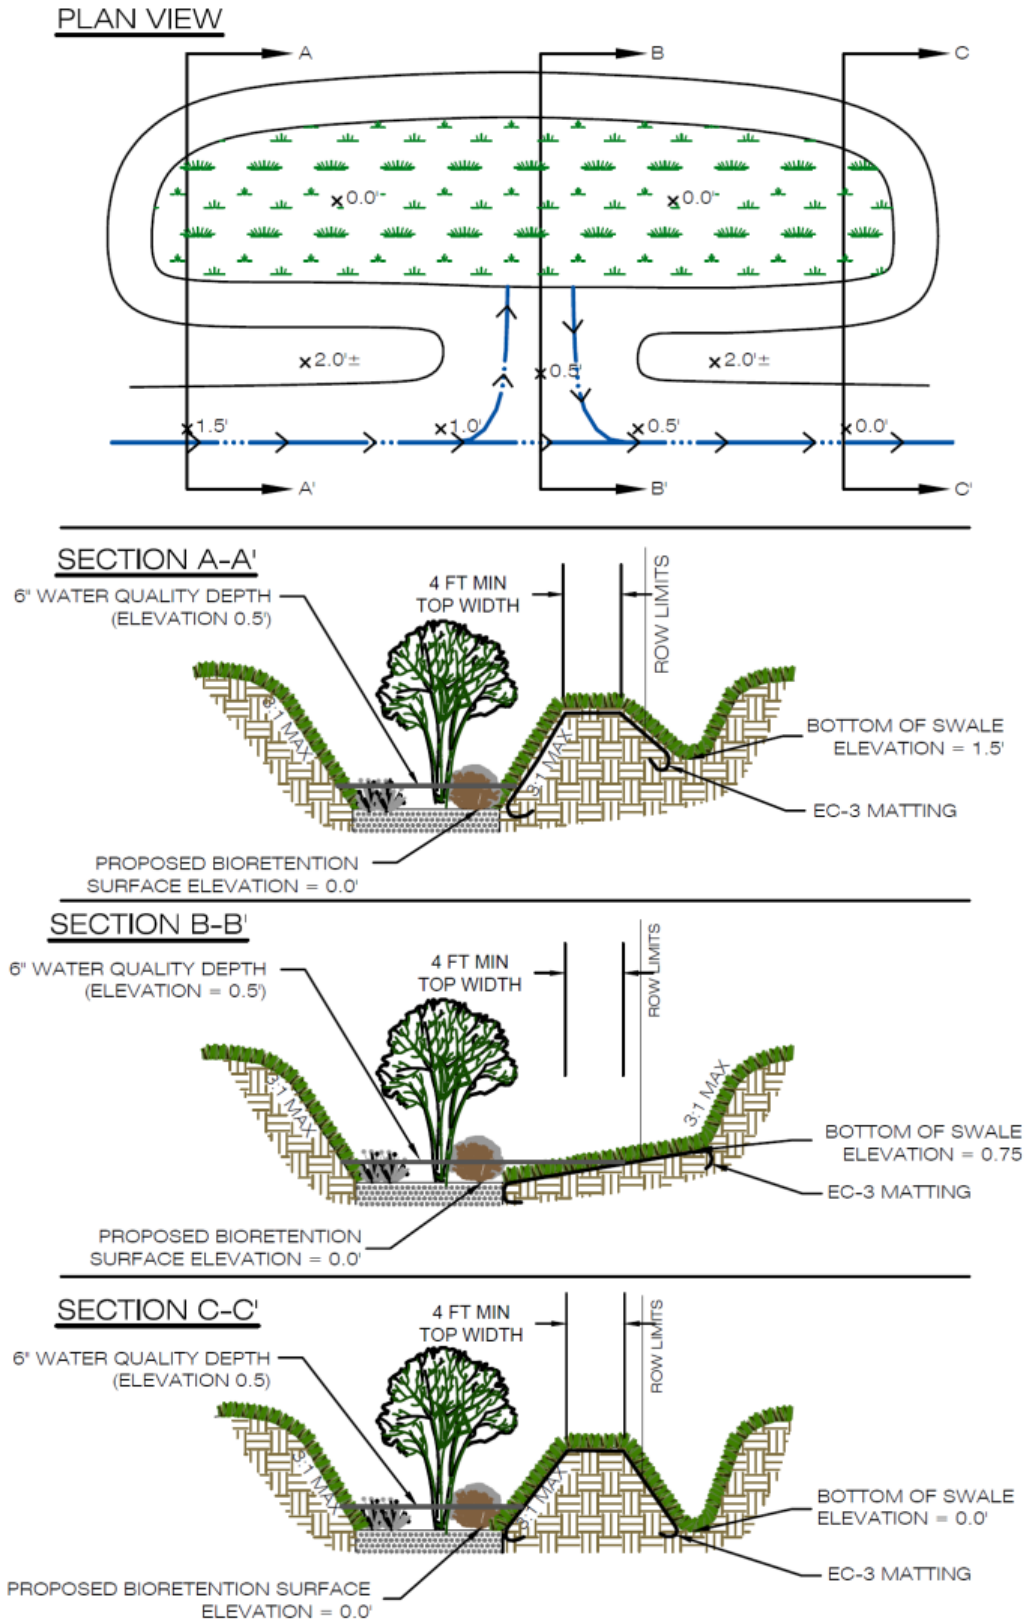 PLAN VIEW
A
B
C
0.0'
0.0'
2.0'±
0.5'
2.0'±
1.5'
1.0'
0.5'
0.0'
A'
B'
C'
SECTION A-A'
6" WATER QUALITY DEPTH
(ELEVATION 0.5')
4 FT MIN
TOP WIDTH
ROW LIMITS
3:1 MAX
3:1 MAX
BOTTOM OF SWALE
ELEVATION = 1.5'
EC-3 MATTING
PROPOSED BIORETENTION
SURFACE ELEVATION = 0.0'
SECTION B-B'
6" WATER QUALITY DEPTH
(ELEVATION = 0.5')
4 FT MIN
TOP WIDTH
ROW LIMITS
3:1 MAX
3:1 MAX
BOTTOM OF SWALE
ELEVATION = 0.75
EC-3 MATTING
PROPOSED BIORETENTION
SURFACE ELEVATION = 0.0'
SECTION C-C'
6" WATER QUALITY DEPTH
(ELEVATION 0.5)
4 FT MIN
TOP WIDTH
ROW LIMITS
3:1 MAX
3:1 MAX
BOTTOM OF SWALE
ELEVATION = 0.0'
EC-3 MATTING
PROPOSED BIORETENTION SURFACE
ELEVATION = 0.0'